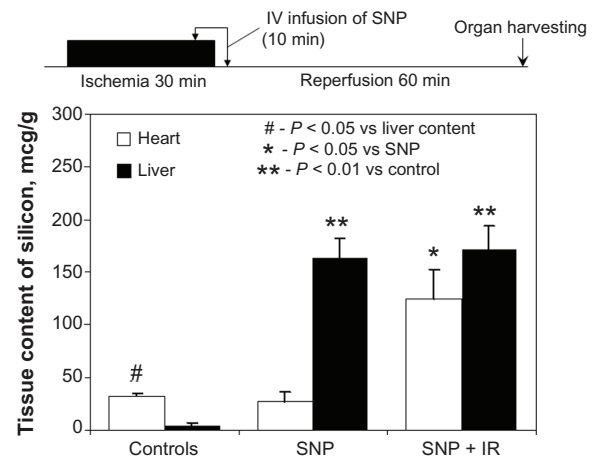 IV infusion of SNP
(10 min)
Organ harvesting
Ischemia 30 min
Reperfusion 60 min
Tissue content of silicon, mcg/g
300
250
200
150
100
50
0
Heart
Liver
# - P < 0.05 vs liver content
* - P < 0.05 vs SNP
** - P < 0.01 vs control
#
**
*
**
Controls
SNP
SNP + IR